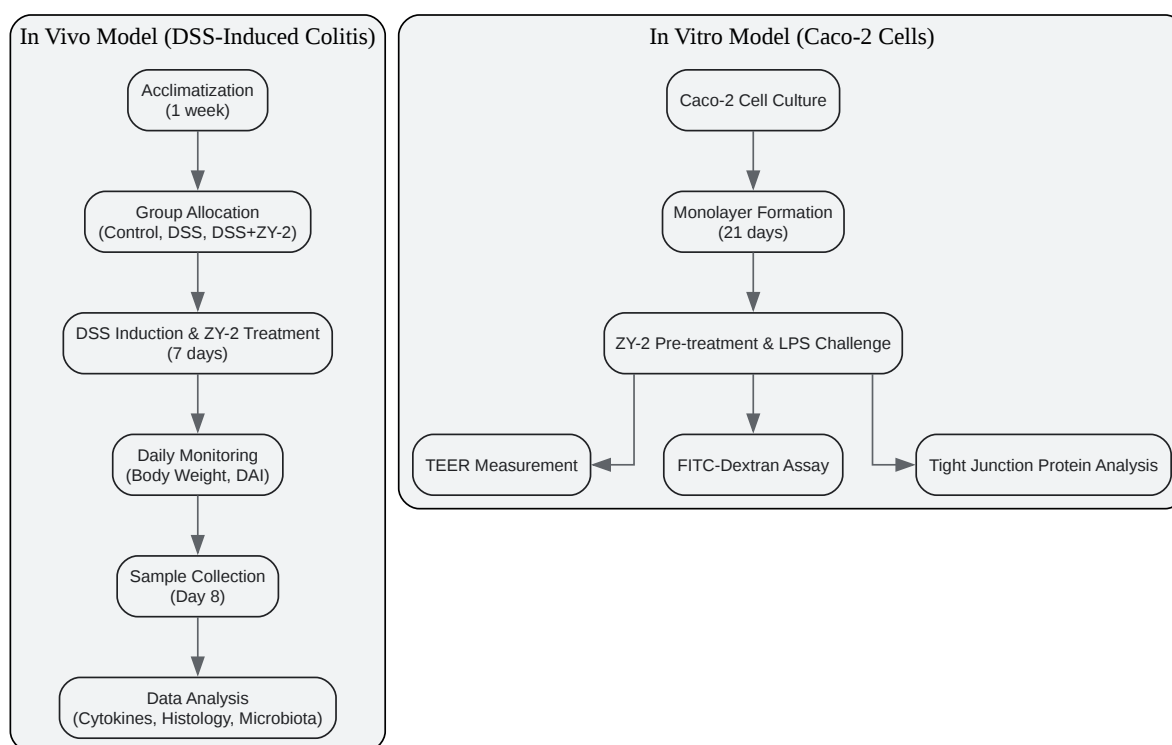 In Vivo Model (DSS-Induced Colitis)
Acclimatization
(1 week)
Group Allocation
(Control, DSS, DSS+ZY-2)
DSS Induction & ZY-2 Treatment
(7 days)
Daily Monitoring
(Body Weight, DAI)
Sample Collection
(Day 8)
Data Analysis
(Cytokines, Histology, Microbiota)
In Vitro Model (Caco-2 Cells)
Caco-2 Cell Culture
Monolayer Formation
(21 days)
ZY-2 Pre-treatment & LPS Challenge
TEER Measurement
FITC-Dextran Assay
Tight Junction Protein Analysis